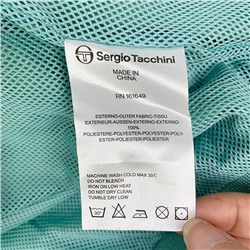 Sergio Tacchini
MADE IN
CHINA
RN 161649
ESTERNO-OUTER FABRIC-TISSU
EXTERIEUR-AUSSEN-EXTERNO-EXTERNO:
100%
POLIESTERE-POLYESTER-POLY-
ESTER-POLYESTER-POLIESTER-
POLIESTER
MACHINE WASH COLD MAX 30C
DO NOT BLEACH
IRON ON LOW HEAT
DO NOT DRY CLEAN
TUMBLE DRY LOW
30°